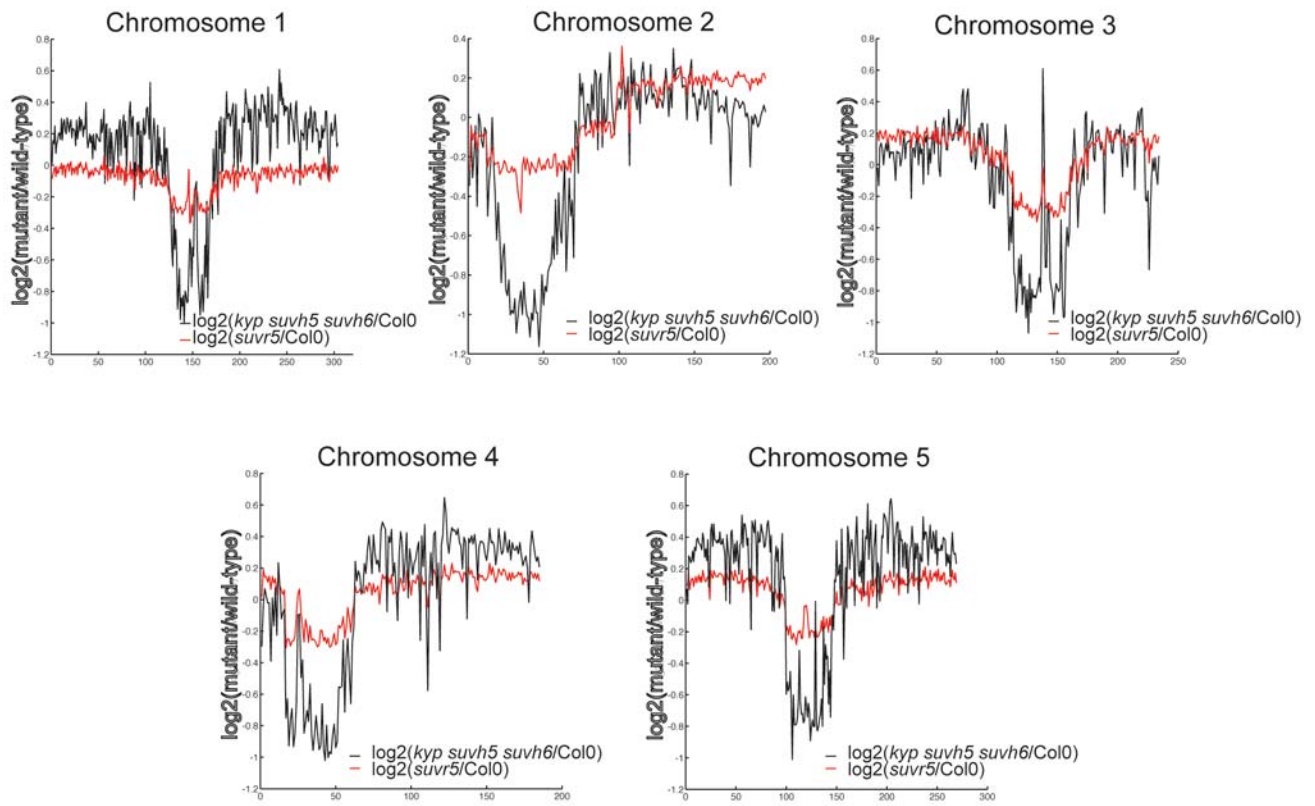 Chromosome 1
log2(mutant/wild-type)
0.8
0.6
0.4
0.2
0
-0.2
-0.4
-0.6
-0.8
-1
-1.2
0 50 100 150 200 250 300
log2(kyp suvh5 suvh6/Col0
log2(suvr5/Col0)
Chromosome 2
log2(mutant/wild-type)
0.4
0.2
0
-0.2
-0.4
-0.6
-0.8
-1
-1.2
0 50 100 150 200
log2(kyp suvh5 suvh6/Col0)
log2(suvr5/Col0)
Chromosome 3
log2(mutant/wild-type)
0.8
0.6
0.4
0.2
0
-0.2
-0.4
-0.6
-0.8
-1
-1.2
0 50 100 150 200 250
log2(kyp suvh5 suvh6/Col0)
log2(suvr5/Col0)
Chromosome 4
log2(mutant/wild-type)
0.8
0.6
0.4
0.2
0
-0.2
-0.4
-0.6
-0.8
-1
-1.2
0 50 100 150 200
log2(kyp suvh5 suvh6/Col0)
log2(suvr5/Col0)
Chromosome 5
log2(mutant/wild-type)
0.8
0.6
0.4
0.2
0
-0.2
-0.4
-0.6
-0.8
-1
-1.2
0 50 100 150 200 250 300
log2(kyp suvh5 suvh6/Col0)
log2(suvr5/Col0)